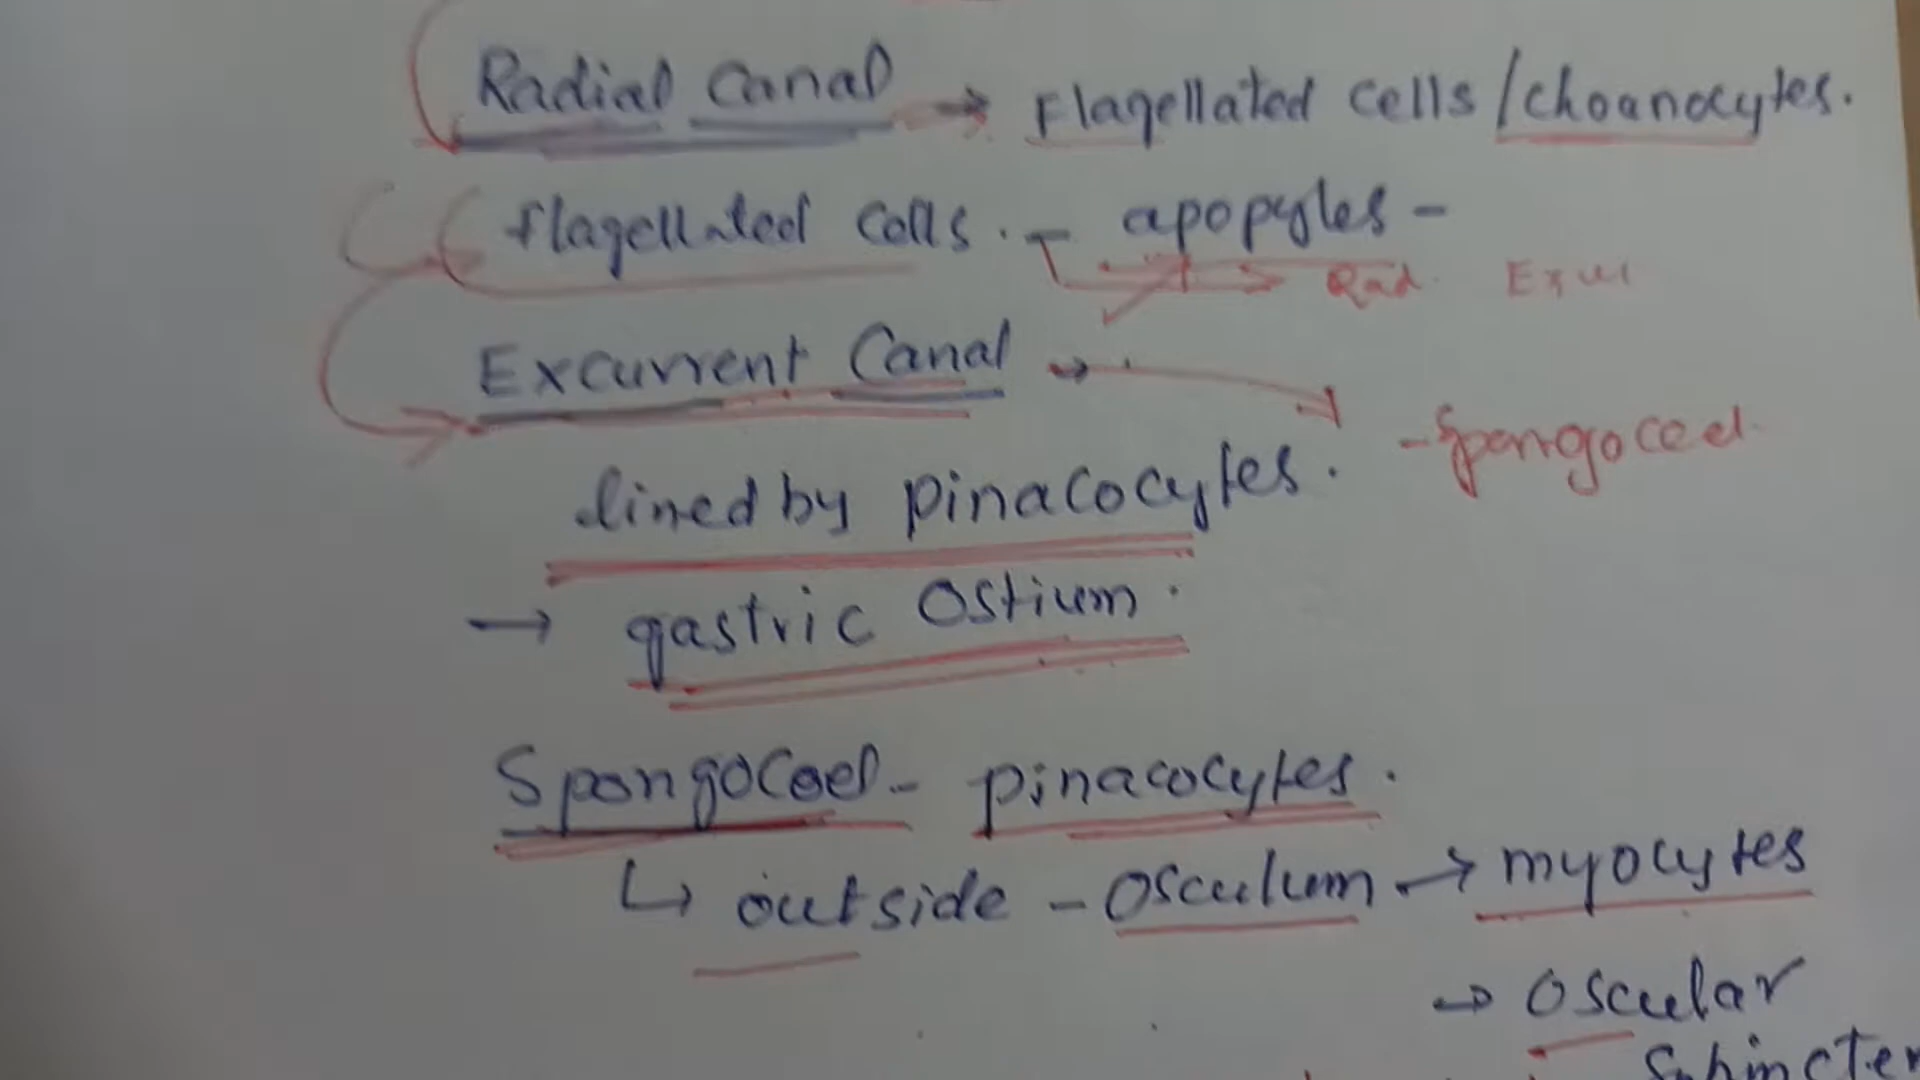 Radial Canal → Flagellated cells / choanocytes.
flagellated cells. - apopyles -
Rad. Excu
Excurrent Canal →
- Spongocoel
lined by pinacocytes.
→ gastric Ostium.
Spongocoel - pinacocytes.
↳ outside - Osculum → myocytes
→ Oscular
Sphincter